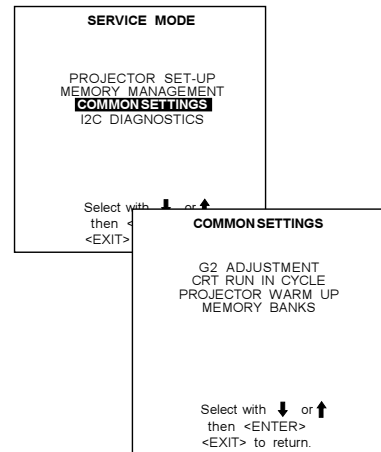 SERVICE MODE
PROJECTOR SET-UP
MEMORY MANAGEMENT
COMMON SETTINGS
I2C DIAGNOSTICS
Select with or
then <
<EXIT>
COMMON SETTINGS
G2 ADJUSTMENT
CRT RUN IN CYCLE
PROJECTOR WARM UP
MEMORY BANKS
Select with ⬇ or ⬆
then <ENTER>
<EXIT> to return.